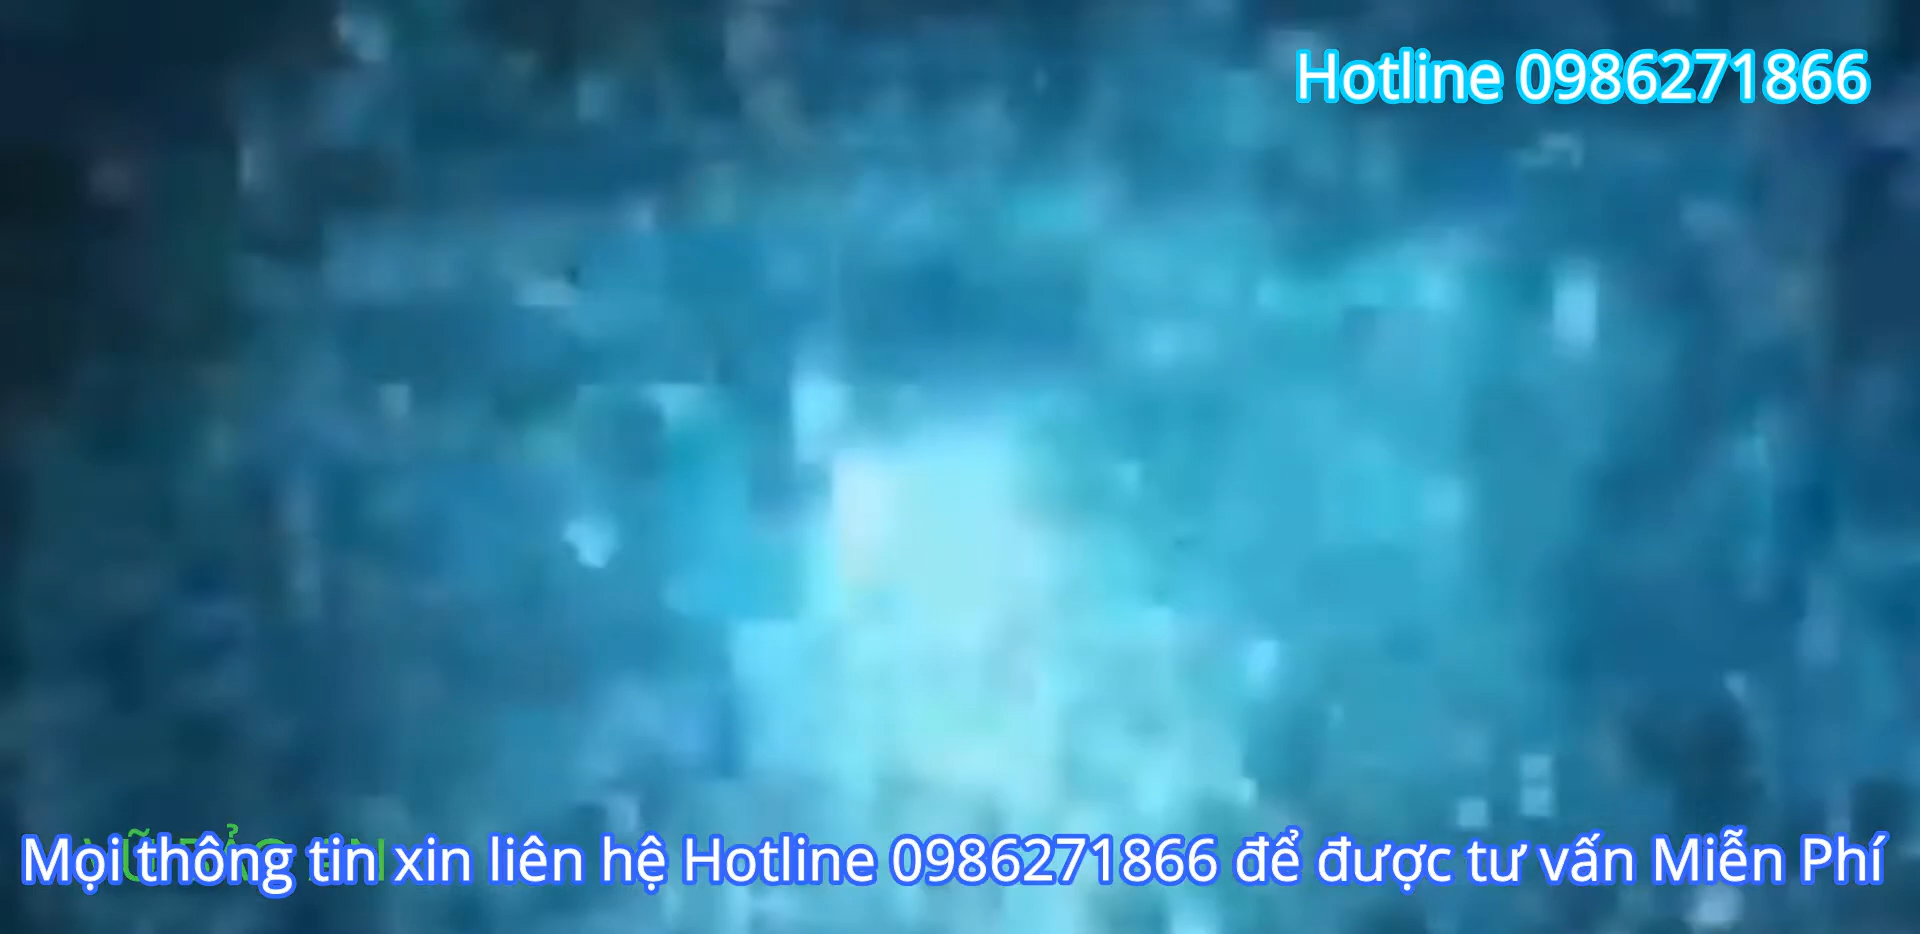 Hotline 0986271866
Mọi thông tin xin liên hệ Hotline 0986271866 để được tư vấn Miễn Phí